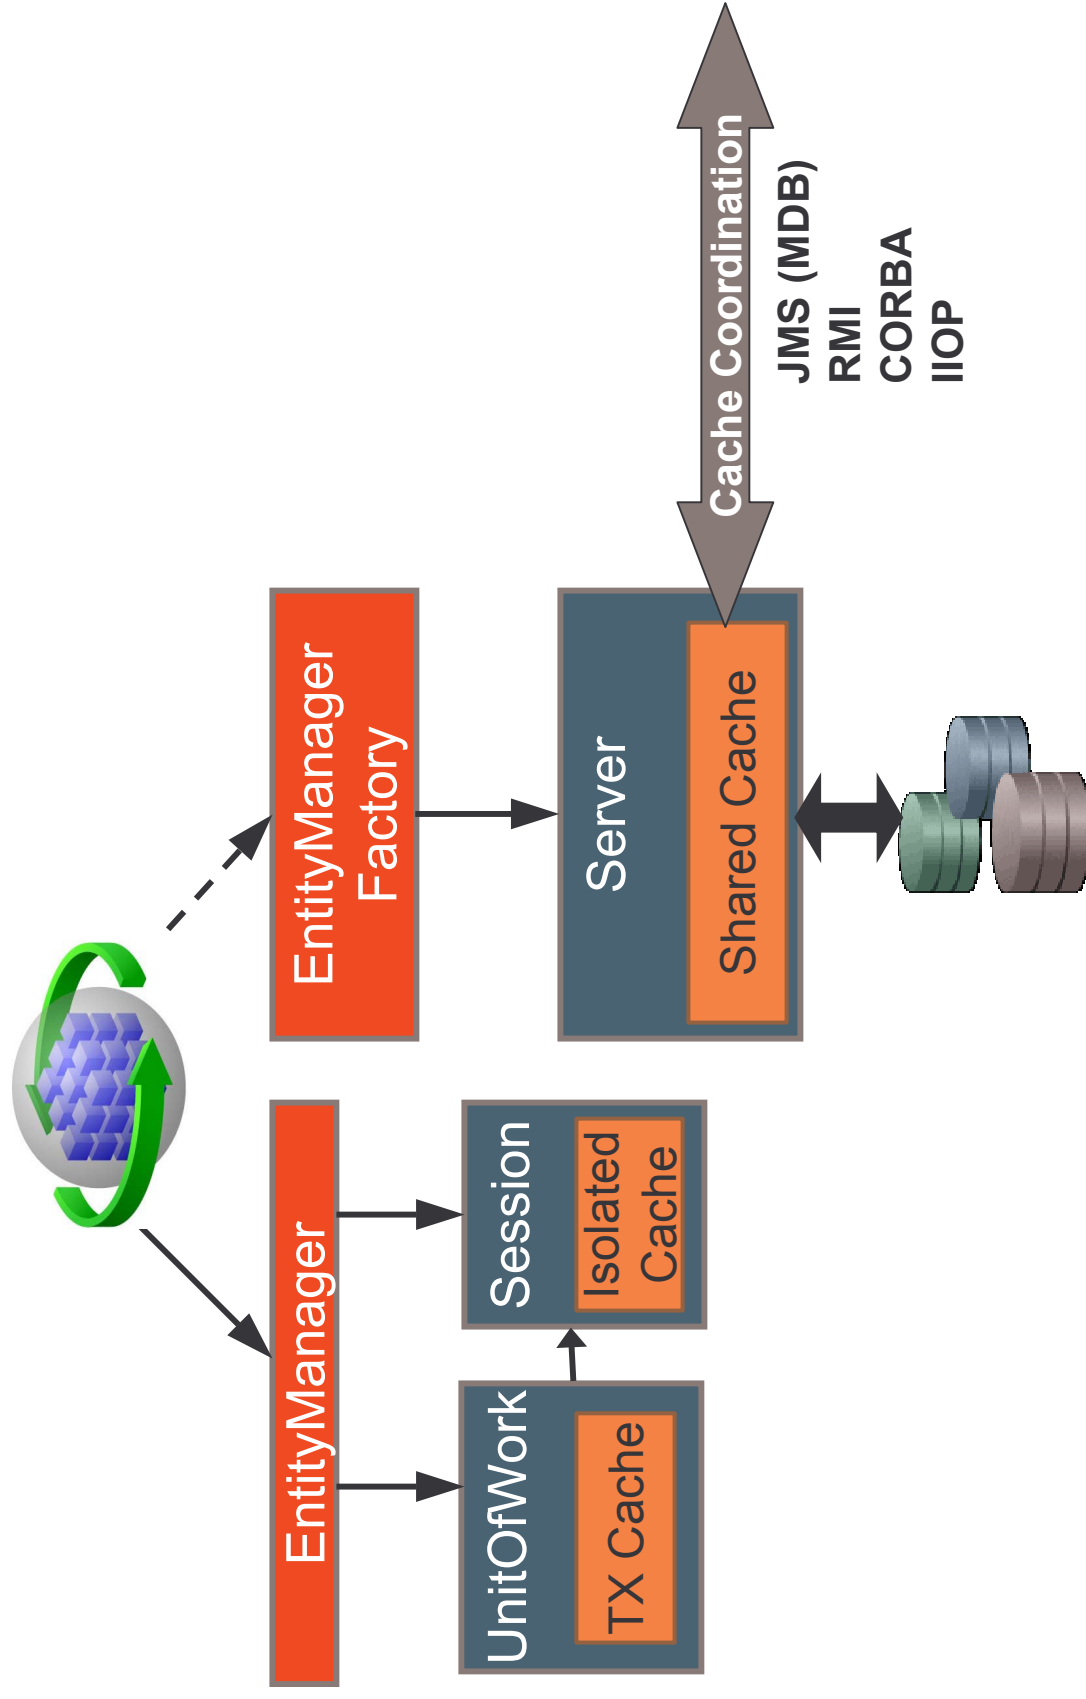 EntityManager
UnitOfWork
TX Cache
Session
Isolated
Cache
EntityManager
Factory
Server
Shared Cache
Cache Coordination
JMS (MDB)
RMI
CORBA
IIOP